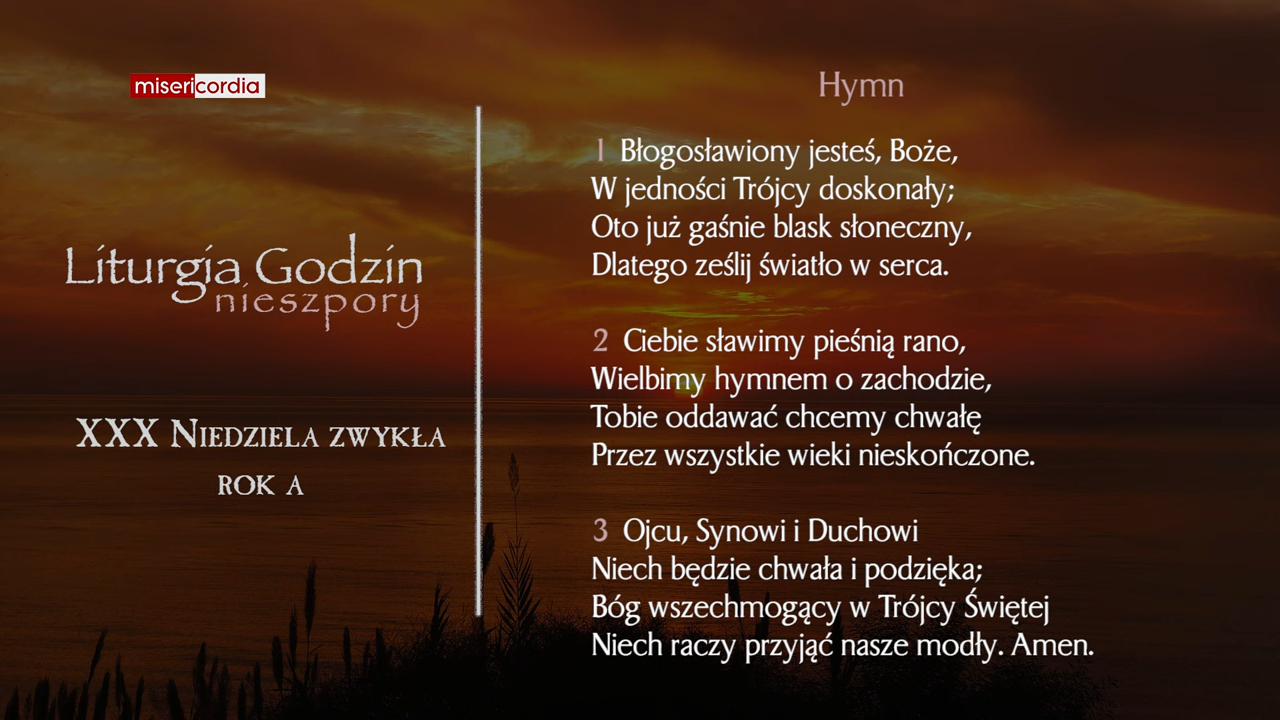 misericordia
Liturgia Godzin
nieszpory
XXX Niedziela zwykła
rok A
Hymn
1 Błogosławiony jesteś, Boże,
W jedności Trójcy doskonały;
Oto już gaśnie blask słoneczny,
Dlatego ześlij światło w serca.
2 Ciebie sławimy pieśnią rano,
Wielbimy hymnem o zachodzie,
Tobie oddawać chcemy chwałę
Przez wszystkie wieki nieskończone.
3 Ojcu, Synowi i Duchowi
Niech będzie chwała i podzięka;
Bóg wszechmogący w Trójcy Świętej
Niech raczy przyjąć nasze modły. Amen.